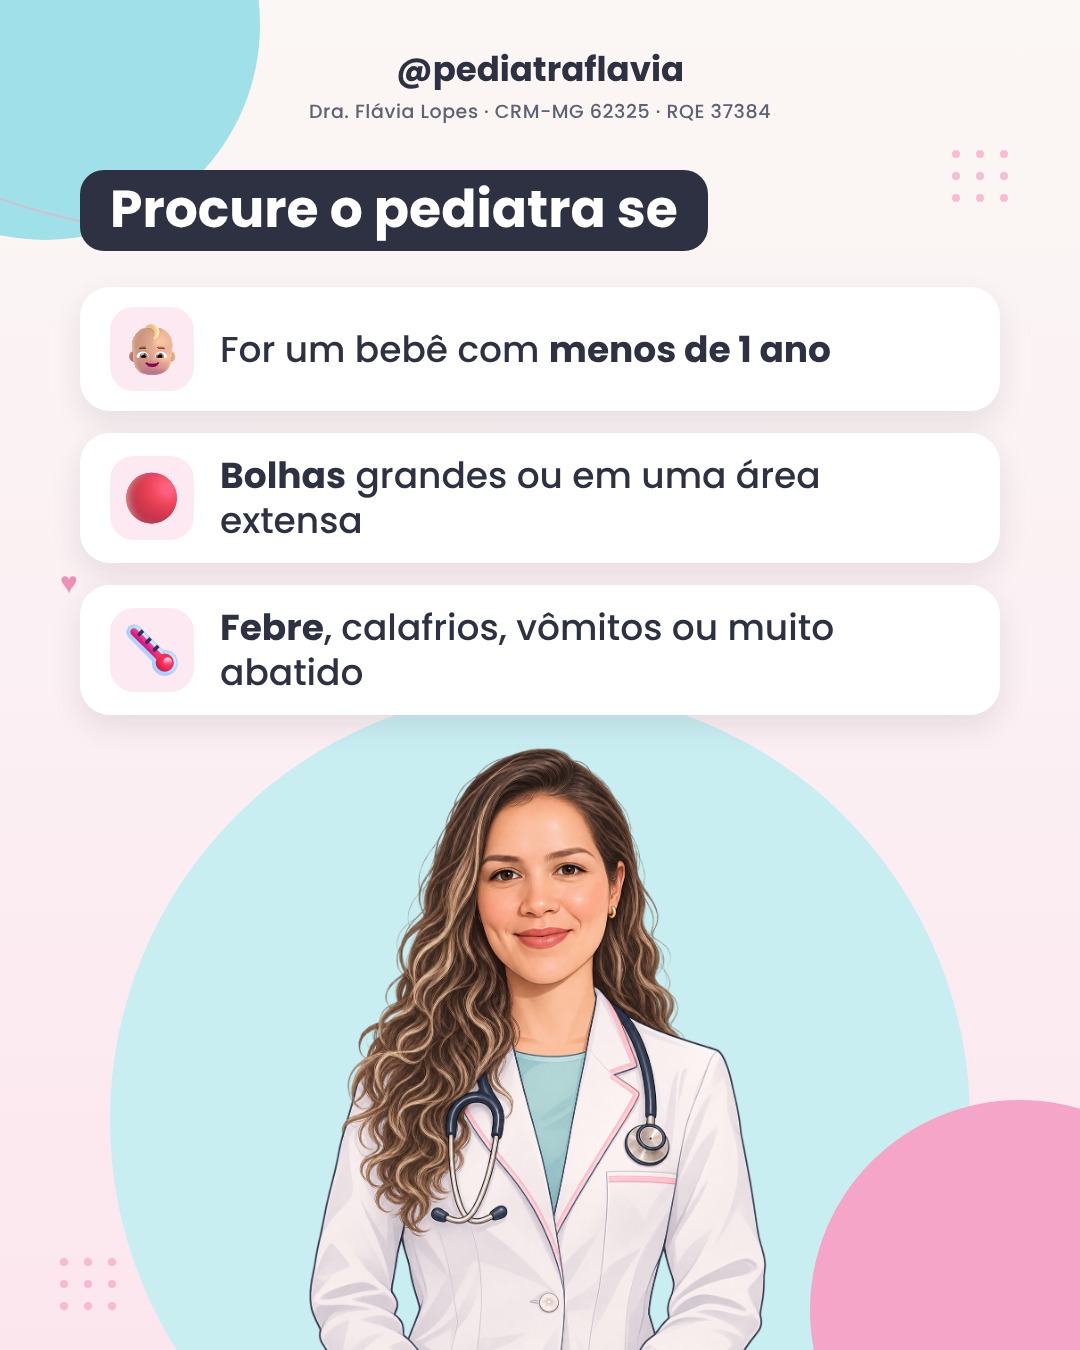 @pediatraflavia
Dra. Flávia Lopes · CRM-MG 62325 · RQE 37384
Procure o pediatra se
For um bebê com menos de 1 ano
Bolhas grandes ou em uma área
extensa
Febre, calafrios, vômitos ou muito
abatido